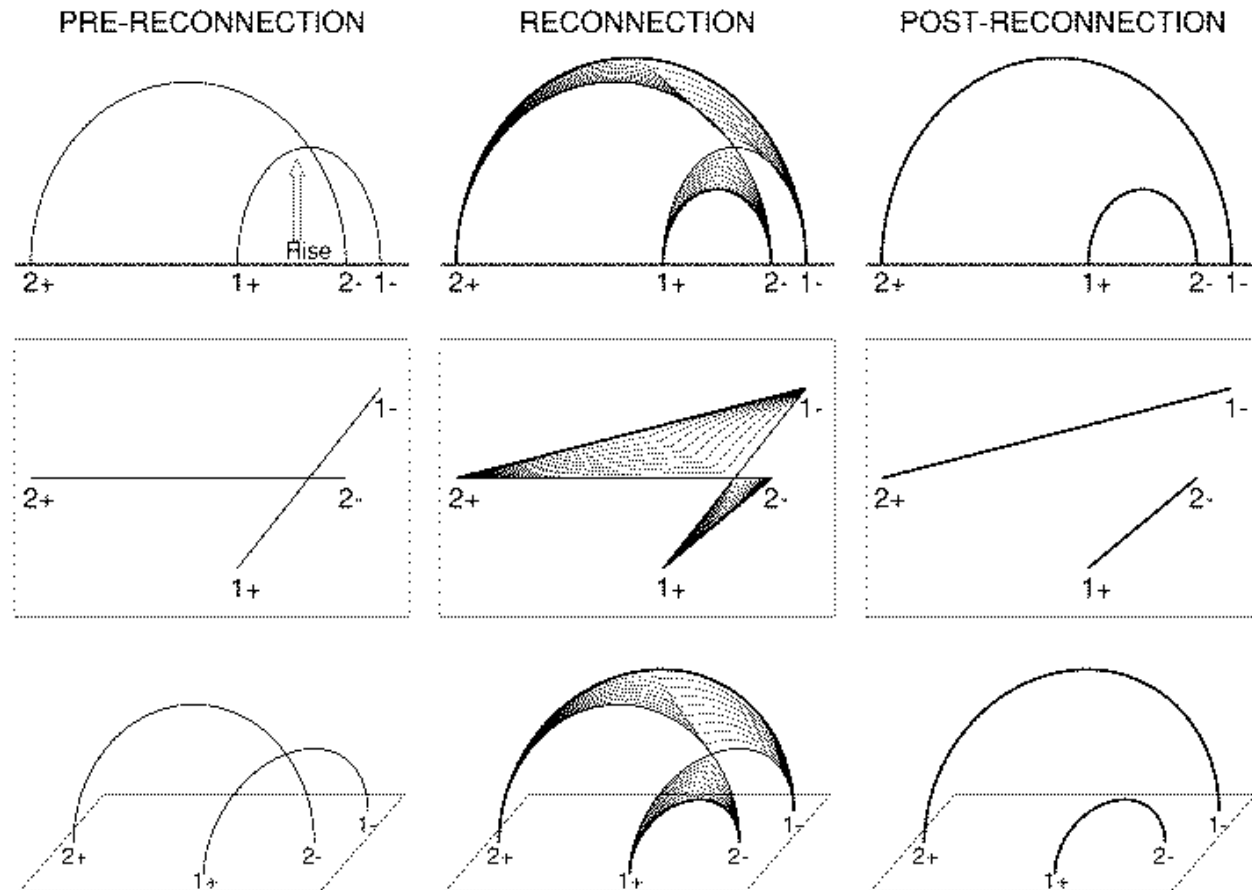 PRE-RECONNECTION RECONNECTION POST-RECONNECTION
Rise
2+ 1+ 2- 1- 2+ 1+ 2- 1- 2+ 1+ 2- 1-
1- 1- 1-
2+ 2- 2+ 2- 2+ 2-
1+ 1+ 1+
1- 1- 1-
2+ 2- 2+ 2- 2+ 2-
1+ 1+ 1+